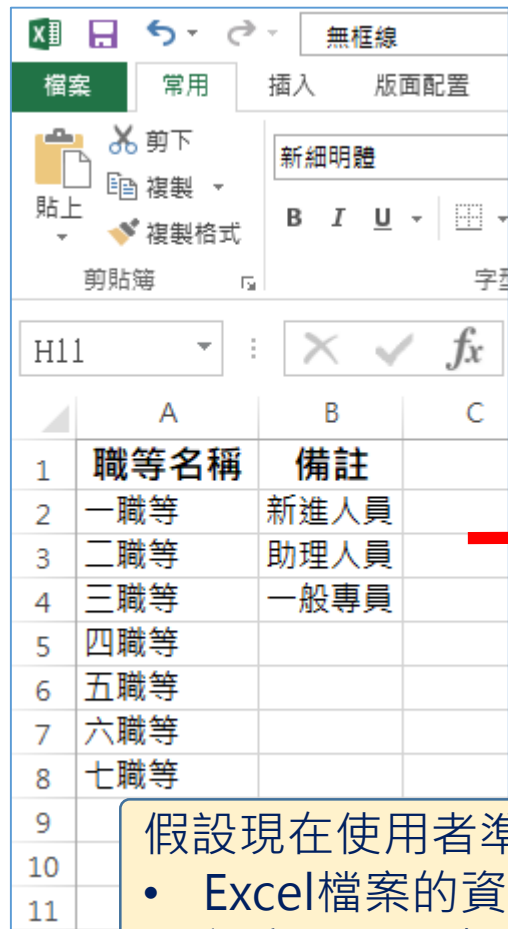 無框線
檔案 常用 插入 版面配置
剪下
複製
貼上
複製格式
新細明體
B I U
剪貼簿
H11 fx
A B C
1 職等名稱 備註
2 一職等 新進人員
3 二職等 助理人員
4 三職等 一般專員
5 四職等
6 五職等
7 六職等
8 七職等
9
10
11
假設現在使用者
• Excel檔案的資